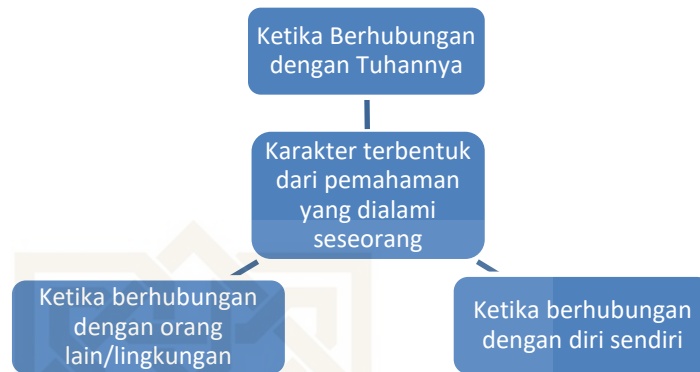 Ketika Berhubungan
dengan Tuhannya
Karakter terbentuk
dari pemahaman
yang dialami
seseorang
Ketika berhubungan
dengan orang
lain/lingkungan
Ketika berhubungan
dengan diri sendiri